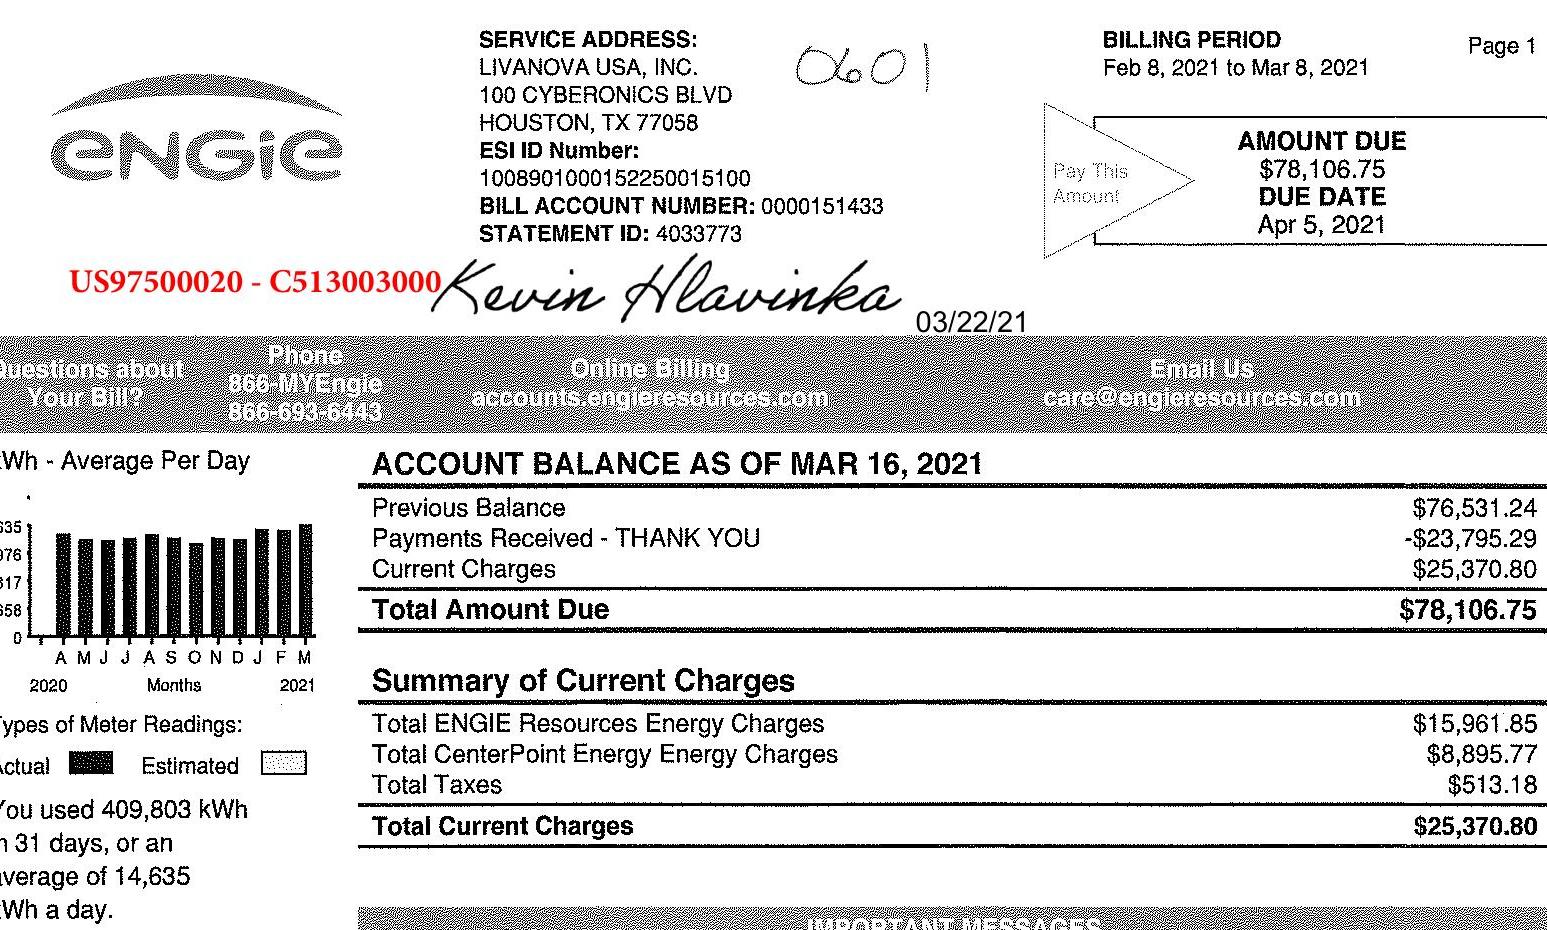 ENGIE
SERVICE ADDRESS:
LIVANOVA USA, INC.
100 CYBERONICS BLVD
HOUSTON, TX 77058
ESI ID Number:
1008901000152250015100
BILL ACCOUNT NUMBER: 0000151433
STATEMENT ID: 4033773
0601
BILLING PERIOD
Feb 8, 2021 to Mar 8, 2021
Page 1
Pay This
Amount
AMOUNT DUE
$78,106.75
DUE DATE
Apr 5, 2021
US97500020 - C513003000
Kevin Hlavinka
03/22/21
Questions about
Your Bill?
Phone
866-MYEngie
866-693-6443
Online Billing
accounts.engieresources.com
Email Us
care@engieresources.com
kWh - Average Per Day
635
976
317
658
0
A M J J A S O N D J F M
2020 Months 2021
Types of Meter Readings:
Actual Estimated
You used 409,803 kWh
n 31 days, or an
average of 14,635
kWh a day.
ACCOUNT BALANCE AS OF MAR 16, 2021
Previous Balance $76,531.24
Payments Received - THANK YOU -$23,795.29
Current Charges $25,370.80
Total Amount Due $78,106.75
Summary of Current Charges
Total ENGIE Resources Energy Charges $15,961.85
Total CenterPoint Energy Energy Charges $8,895.77
Total Taxes $513.18
Total Current Charges $25,370.80
IMPORTANT MESSAGES